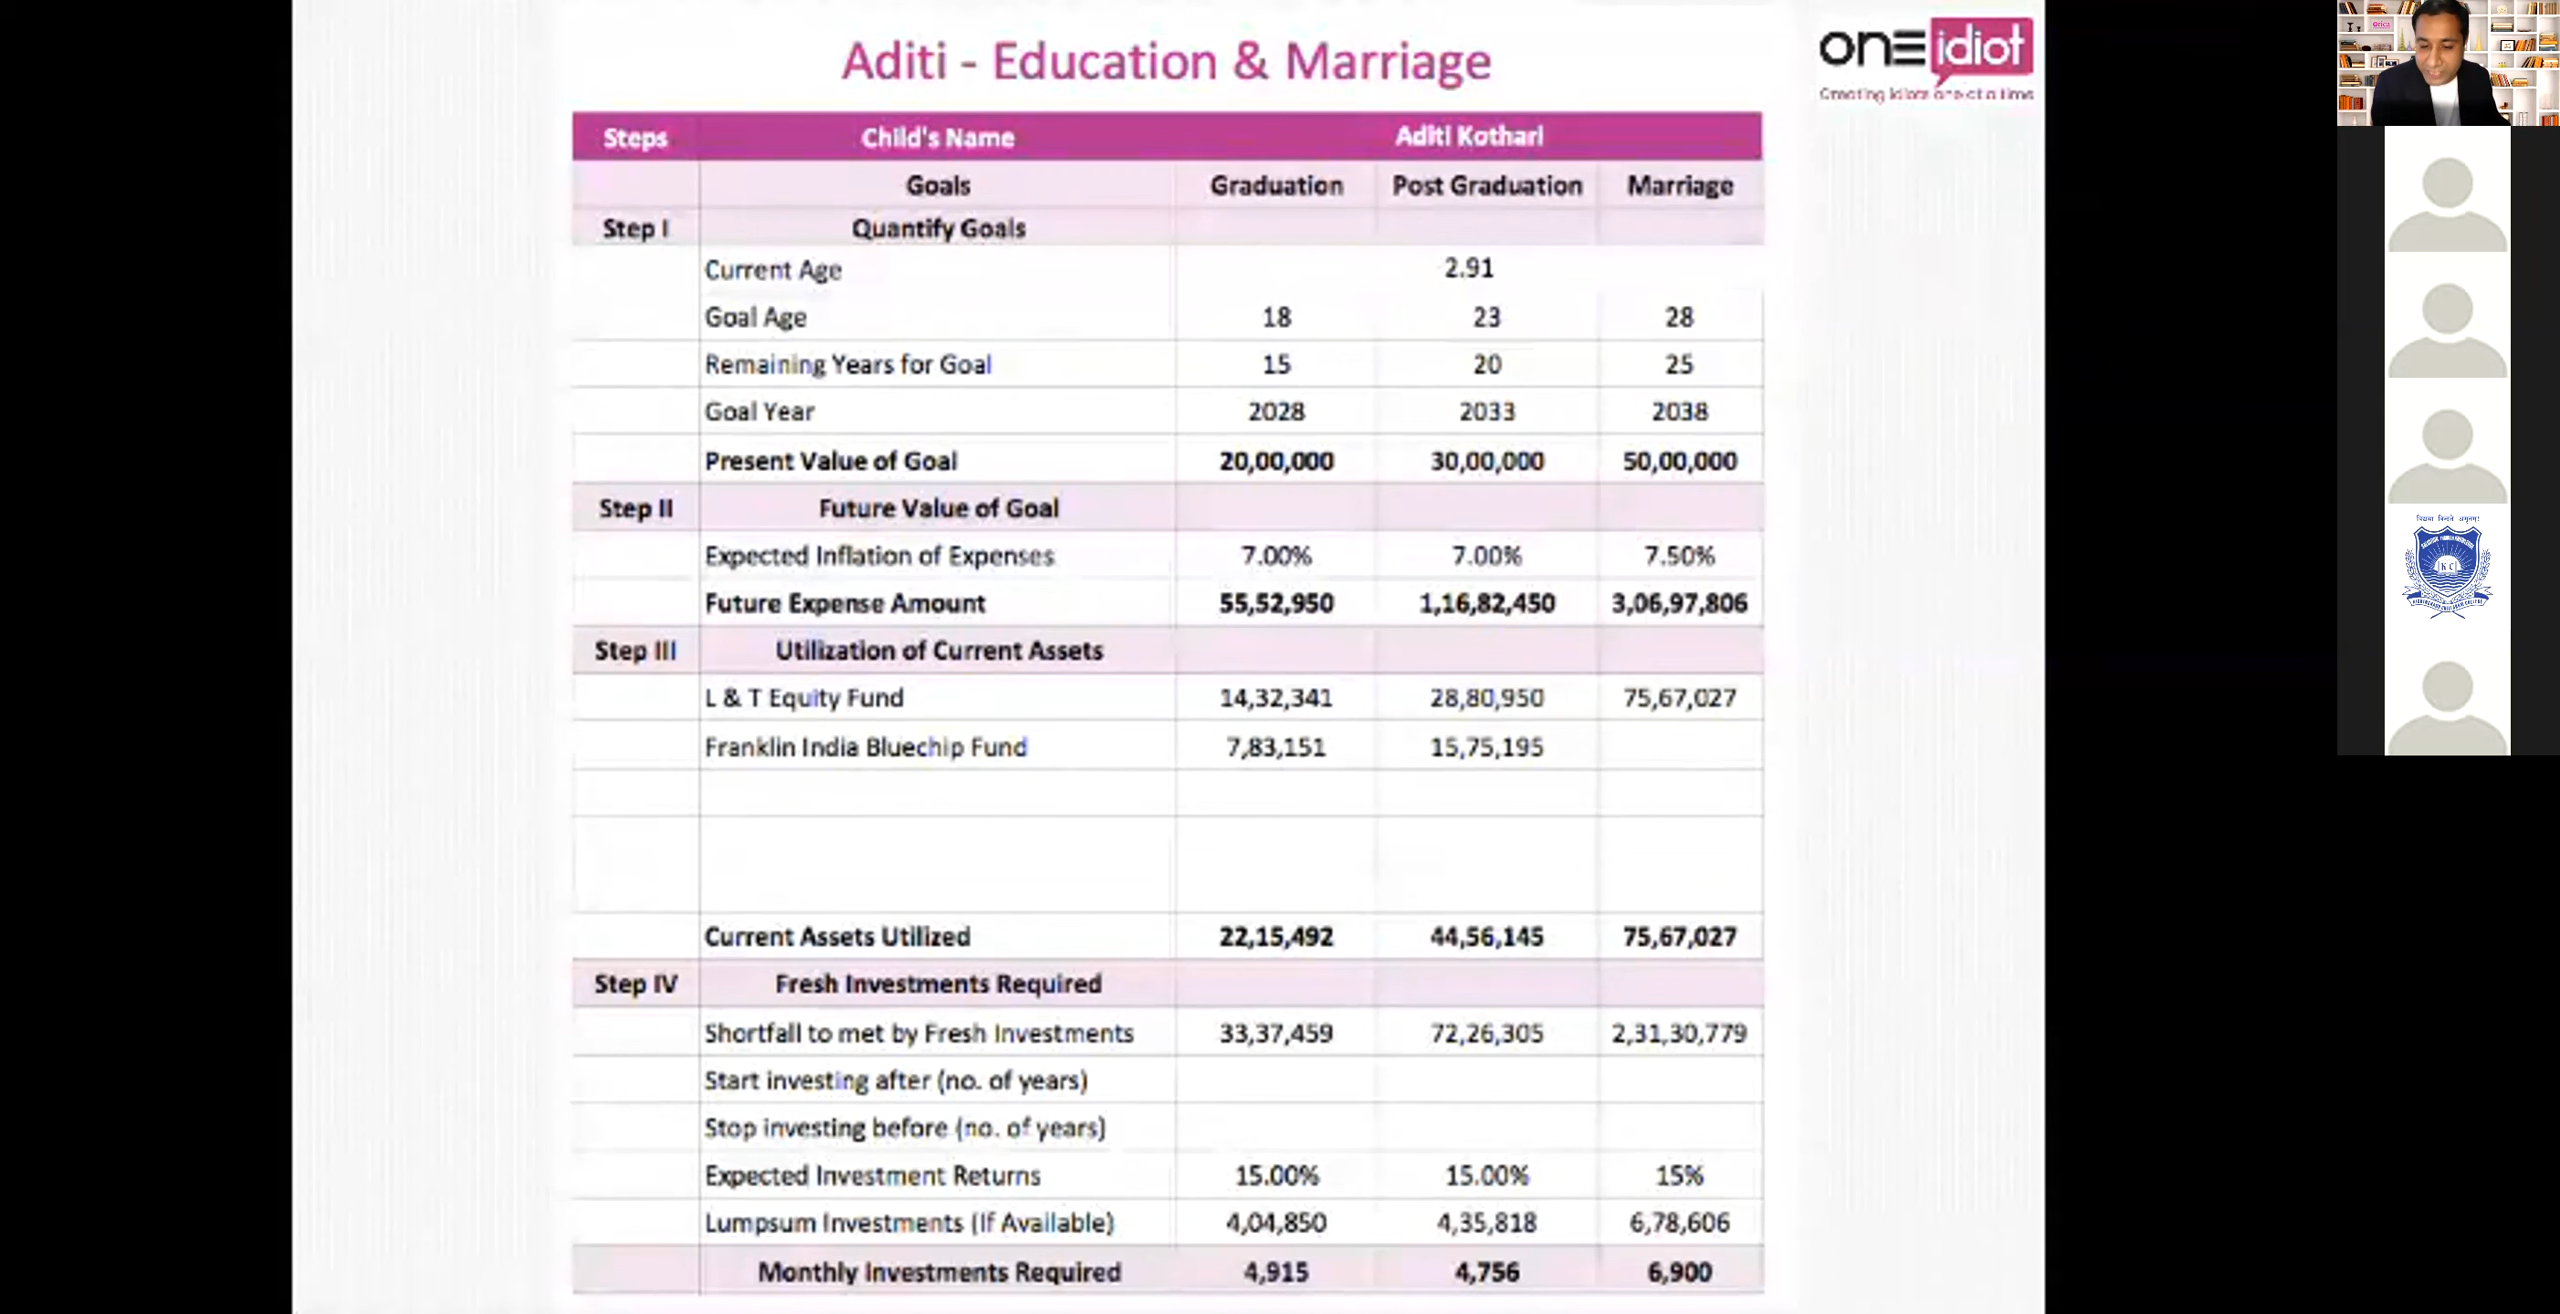 Aditi - Education & Marriage
one idiot
Creating idiots one at a time
Steps Child's Name Aditi Kothari
Goals Graduation Post Graduation Marriage
Step I Quantify Goals
Current Age 2.91
Goal Age 18 23 28
Remaining Years for Goal 15 20 25
Goal Year 2028 2033 2038
Present Value of Goal 20,00,000 30,00,000 50,00,000
Step II Future Value of Goal
Expected Inflation of Expenses 7.00% 7.00% 7.50%
Future Expense Amount 55,52,950 1,16,82,450 3,06,97,806
Step III Utilization of Current Assets
L & T Equity Fund 14,32,341 28,80,950 75,67,027
Franklin India Bluechip Fund 7,83,151 15,75,195
Current Assets Utilized 22,15,492 44,56,145 75,67,027
Step IV Fresh Investments Required
Shortfall to met by Fresh Investments 33,37,459 72,26,305 2,31,30,779
Start investing after (no. of years)
Stop investing before (no. of years)
Expected Investment Returns 15.00% 15.00% 15%
Lumpsum Investments (If Available) 4,04,850 4,35,818 6,78,606
Monthly Investments Required 4,915 4,756 6,900
KC